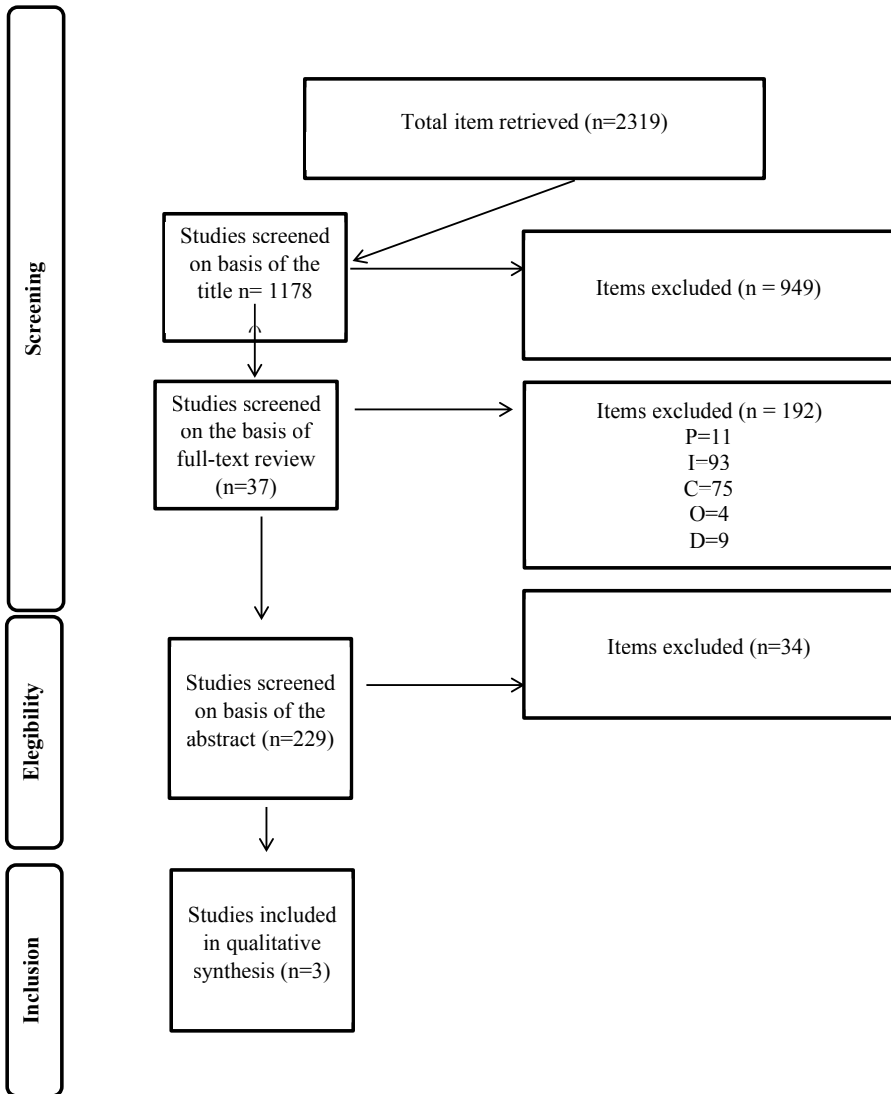 Screening
Total item retrieved (n=2319)
Studies screened
on basis of the
title n= 1178
Items excluded (n = 949)
Studies screened
on the basis of
full-text review
(n=37)
Items excluded (n = 192)
P=11
I=93
C=75
O=4
D=9
Elegibility
Studies screened
on basis of the
abstract (n=229)
Items excluded (n=34)
Inclusion
Studies included
in qualitative
synthesis (n=3)